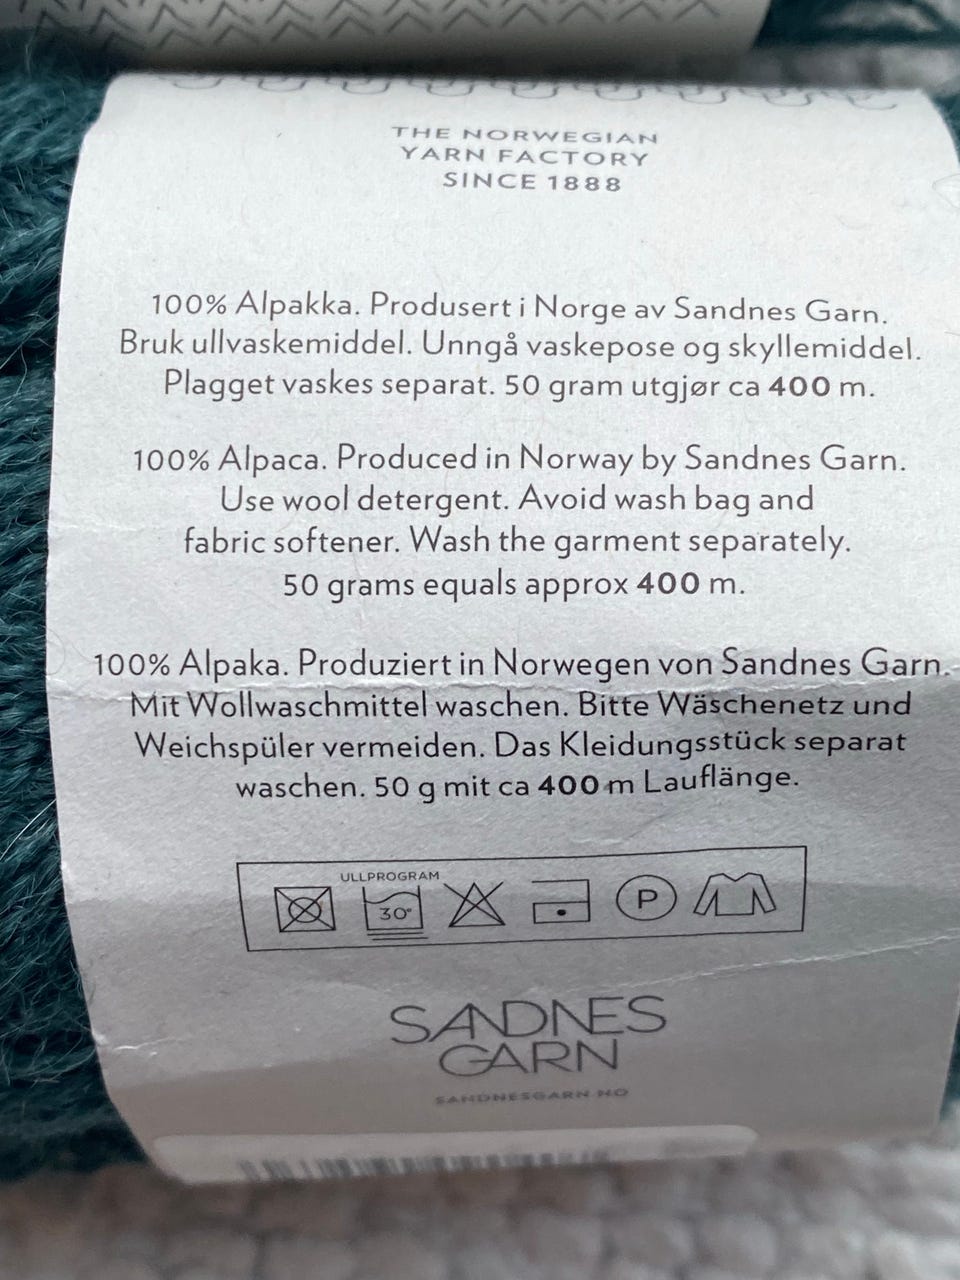 THE NORWEGIAN
YARN FACTORY
SINCE 1888
100% Alpakka. Produsert i Norge av Sandnes Garn.
Bruk ullvaskemiddel. Unngå vaskepose og skyllemiddel.
Plagget vaskes separat. 50 gram utgjør ca 400 m.
100% Alpaca. Produced in Norway by Sandnes Garn.
Use wool detergent. Avoid wash bag and
fabric softener. Wash the garment separately.
50 grams equals approx 400 m.
100% Alpaka. Produziert in Norwegen von Sandnes Garn.
Mit Wollwaschmittel waschen. Bitte Wäschenetz und
Weichspüler vermeiden. Das Kleidungsstück separat
waschen. 50 g mit ca 400 m Lauflänge.
ULLPROGRAM
30° P
SANDNES
GARN
SANDNESGARN.NO